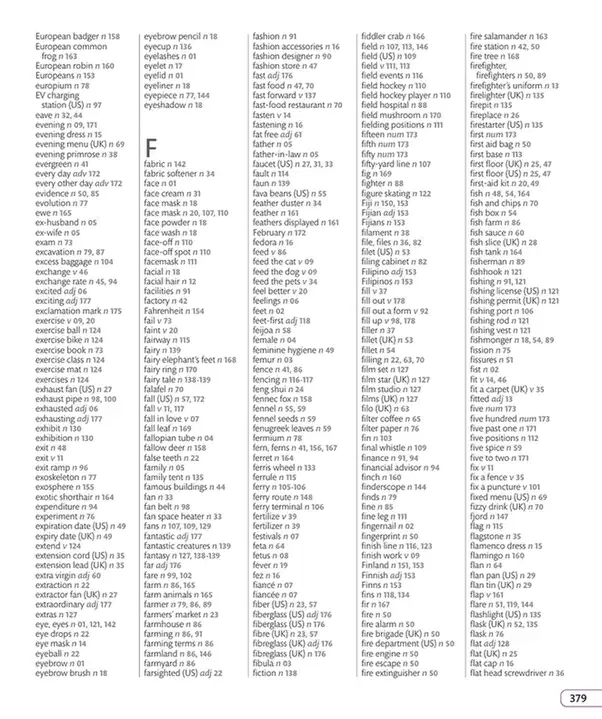 European badger n 158
European common
frog n 163
European robin n 160
Europeans n 153
europium n 78
EV charging
station (US) n 97
eave n 32, 44
evening n 09, 171
evening dress n 15
evening menu (UK) n 69
evening primrose n 38
evergreen n 41
every day adv 172
every other day adv 172
evidence n 50, 85
evolution n 77
ewe n 165
ex-husband n 05
ex-wife n 05
exam n 73
excavation n 79, 87
excess baggage n 104
exchange v 46
exchange rate n 45, 94
excited adj 06
exciting adj 177
exclamation mark n 175
exercise v 09, 20
exercise ball n 124
exercise bike n 124
exercise book n 73
exercise class n 124
exercise mat n 124
exercises n 124
exhaust fan (US) n 27
exhaust pipe n 98, 100
exhausted adj 06
exhausting adj 177
exhibit n 130
exhibition n 130
exit n 48
exit v 11
exit ramp n 96
exoskeleton n 77
exosphere n 155
exotic shorthair n 164
expenditure n 94
experiment n 76
expiration date (US) n 49
expiry date (UK) n 49
extend v 124
extension cord (US) n 35
extension lead (UK) n 35
extra virgin adj 60
extraction n 22
extractor fan (UK) n 27
extraordinary adj 177
extras n 127
eye, eyes n 01, 121, 142
eye drops n 22
eye mask n 14
eyeball n 22
eyebrow n 01
eyebrow brush n 18
eyebrow pencil n 18
eyecup n 136
eyelashes n 01
eyelet n 17
eyelid n 01
eyeliner n 18
eyepiece n 77, 144
eyeshadow n 18
F
fabric n 142
fabric softener n 34
face n 01
face cream n 31
face mask n 18
face mask n 20, 107, 110
face powder n 18
face wash n 18
face-off n 110
face-off spot n 110
facemask n 111
facial n 18
facial hair n 12
facilities n 91
factory n 42
Fahrenheit n 154
fail v 73
faint v 20
fairway n 115
fairy n 139
fairy elephant's feet n 168
fairy ring n 170
fairy tale n 138-139
falafel n 70
fall (US) n 57, 172
fall v 11, 117
fall in love v 07
fall leaf n 169
fallopian tube n 04
fallow deer n 158
false teeth n 22
family n 05
family tent n 135
famous buildings n 44
fan n 33
fan belt n 98
fan space heater n 33
fans n 107, 109, 129
fantastic adj 177
fantastic creatures n 139
fantasy n 127, 138-139
far adj 176
fare n 99, 102
farm n 86, 165
farm animals n 165
farmer n 79, 86, 89
farmers' market n 23
farmhouse n 86
farming n 86, 91
farming terms n 86
farmland n 86, 146
farmyard n 86
farsighted (US) adj 22
fashion n 91
fashion accessories n 16
fashion designer n 90
fashion store n 47
fast adj 176
fast food n 47, 70
fast forward v 137
fast-food restaurant n 70
fasten v 14
fastening n 16
fat free adj 61
father n 05
father-in-law n 05
faucet (US) n 27, 31, 33
fault n 114
faun n 139
fava beans (US) n 55
feather duster n 34
feather n 161
feathers displayed n 161
February n 172
fedora n 16
feed v 86
feed the cat v 09
feed the dog v 09
feed the pets v 34
feel better v 20
feelings n 06
feet n 02
feet-first adj 118
feijoa n 58
female n 04
feminine hygiene n 49
femur n 03
fence n 41, 86
fencing n 116-117
feng shui n 24
fennec fox n 158
fennel n 55, 59
fennel seeds n 59
fenugreek leaves n 59
fermium n 78
fern, ferns n 41, 156, 167
ferret n 164
ferris wheel n 133
ferrule n 115
ferry n 105-106
ferry route n 148
ferry terminal n 106
fertilize v 39
fertilizer n 39
festivals n 07
feta n 64
fetus n 08
fever n 19
fez n 16
fiancé n 07
fiancée n 07
fiber (US) n 23, 57
fiberglass (US) adj 176
fiberglass (US) n 176
fibre (UK) n 23, 57
fibreglass (UK) adj 176
fibreglass (UK) n 176
fibula n 03
fiction n 138
fiddler crab n 166
field n 107, 113, 146
field (US) n 109
field v 111, 113
field events n 116
field hockey n 110
field hockey player n 110
field hospital n 88
field mushroom n 170
fielding positions n 111
fifteen num 173
fifth num 173
fifty num 173
fifty-yard line n 107
fig n 169
fighter n 88
figure skating n 122
Fiji n 150, 153
Fijian adj 153
Fijians n 153
filament n 38
file, files n 36, 82
filet (US) n 53
filing cabinet n 82
Filipino adj 153
Filipinos n 153
fill v 37
fill out v 178
fill out a form v 92
fill up v 98, 178
filler n 37
fillet (UK) n 53
fillet n 54
filling n 22, 63, 70
film set n 127
film star (UK) n 127
film studio n 127
films (UK) n 127
filo (UK) n 63
filter coffee n 65
filter paper n 76
fin n 103
final whistle n 109
finance n 91, 94
financial advisor n 94
finch n 160
finderscope n 144
finds n 79
fine n 85
fine leg n 111
fingernail n 02
fingerprint n 50
finish line n 116, 123
finish work v 09
Finland n 151, 153
Finnish adj 153
Finns n 153
fins n 118, 134
fir n 167
fire n 50
fire alarm n 50
fire brigade (UK) n 50
fire department (US) n 50
fire engine n 50
fire escape n 50
fire extinguisher n 50
fire salamander n 163
fire station n 42, 50
fire tree n 168
firefighter,
firefighters n 50, 89
firefighter's uniform n 13
firelighter (UK) n 135
firepit n 135
fireplace n 26
firestarter (US) n 135
first num 173
first aid bag n 50
first base n 113
first floor (UK) n 25, 47
first floor (US) n 25, 47
first-aid kit n 20, 49
fish n 48, 54, 164
fish and chips n 70
fish box n 54
fish farm n 86
fish sauce n 60
fish slice (UK) n 28
fish tank n 164
fisherman n 89
fishhook n 121
fishing n 91, 121
fishing license (US) n 121
fishing permit (UK) n 121
fishing port n 106
fishing rod n 121
fishing vest n 121
fishmonger n 18, 54, 89
fission n 75
fissures n 51
fist n 02
fit v 14, 46
fit a carpet (UK) v 35
fitted adj 13
five num 173
five hundred num 173
five past one n 171
five positions n 112
five spice n 59
five to two n 171
fix v 11
fix a fence v 35
fix a puncture v 101
fixed menu (US) n 69
fizzy drink (UK) n 70
fjord n 147
flag n 115
flagstone n 35
flamenco dress n 15
flamingo n 160
flan n 64
flan pan (US) n 29
flan tin (UK) n 29
flap v 161
flare n 51, 119, 144
flashlight (US) n 135
flask (UK) n 52, 135
flask n 76
flat adj 128
flat (UK) n 25
flat cap n 16
flat head screwdriver n 36
379